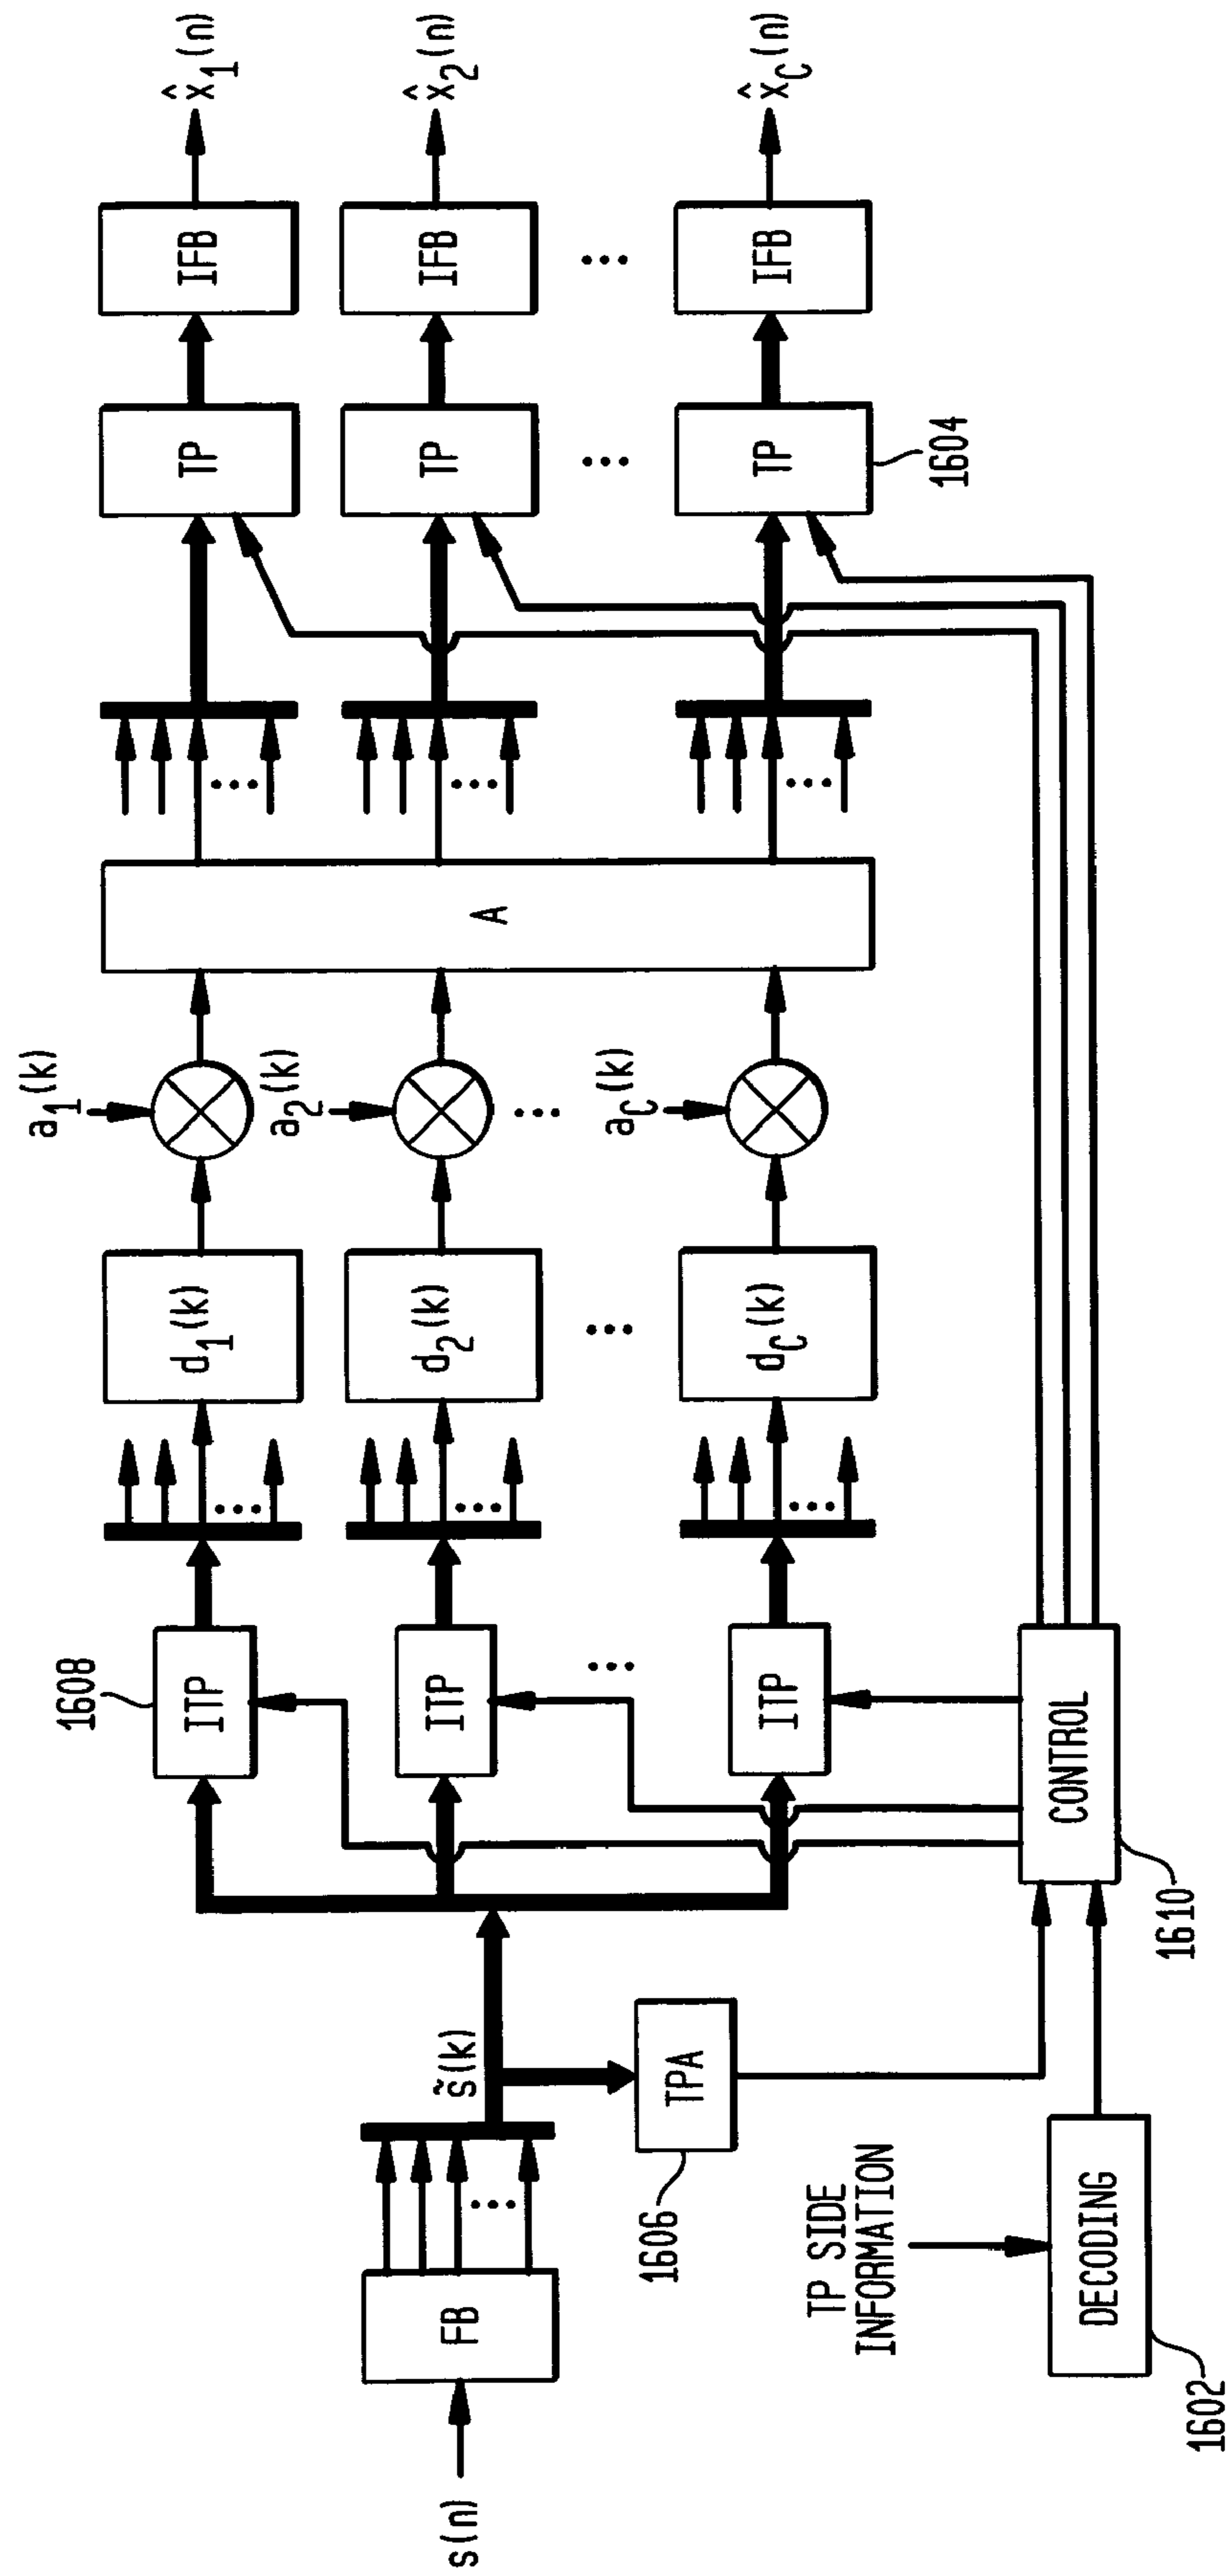 s(n)
FB
s̃(k)
TPA
1606
TP SIDE
INFORMATION
DECODING
1602
CONTROL
1610
1608
ITP
ITP
ITP
...
d1(k)
d2(k)
dC(k)
...
a1(k)
a2(k)
aC(k)
...
A
TP
TP
TP
...
1604
IFB
IFB
IFB
...
x̂1(n)
x̂2(n)
x̂C(n)